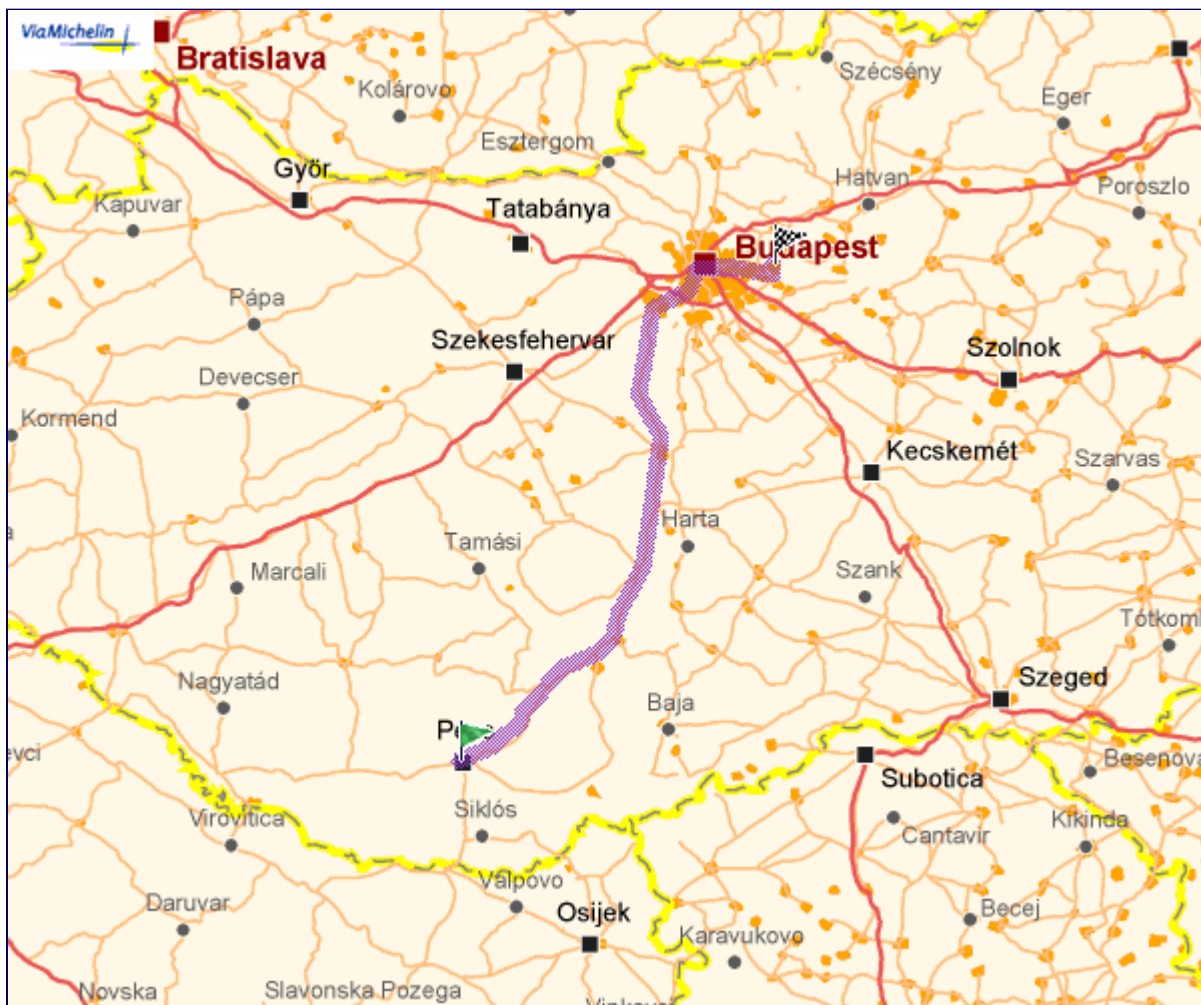 ViaMichelin
Bratislava
Kolárovo
Szécsény
Eger
Esztergom
Györ
Hatvan
Kapuvar
Tatabánya
Poroszlo
Budapest
Pápa
Szekesfehervar
Szolnok
Devecser
Kormend
Kecskemét
Szarvas
Harta
Tamási
Marcali
Szank
Nagyatád
Szeged
Baja
Besenova
Subotica
Siklós
Virovitica
Cantavir
Kikinda
Valpovo
Daruvar
Osijek
Becej
Karavukovo
Novska
Slavonska Pozega